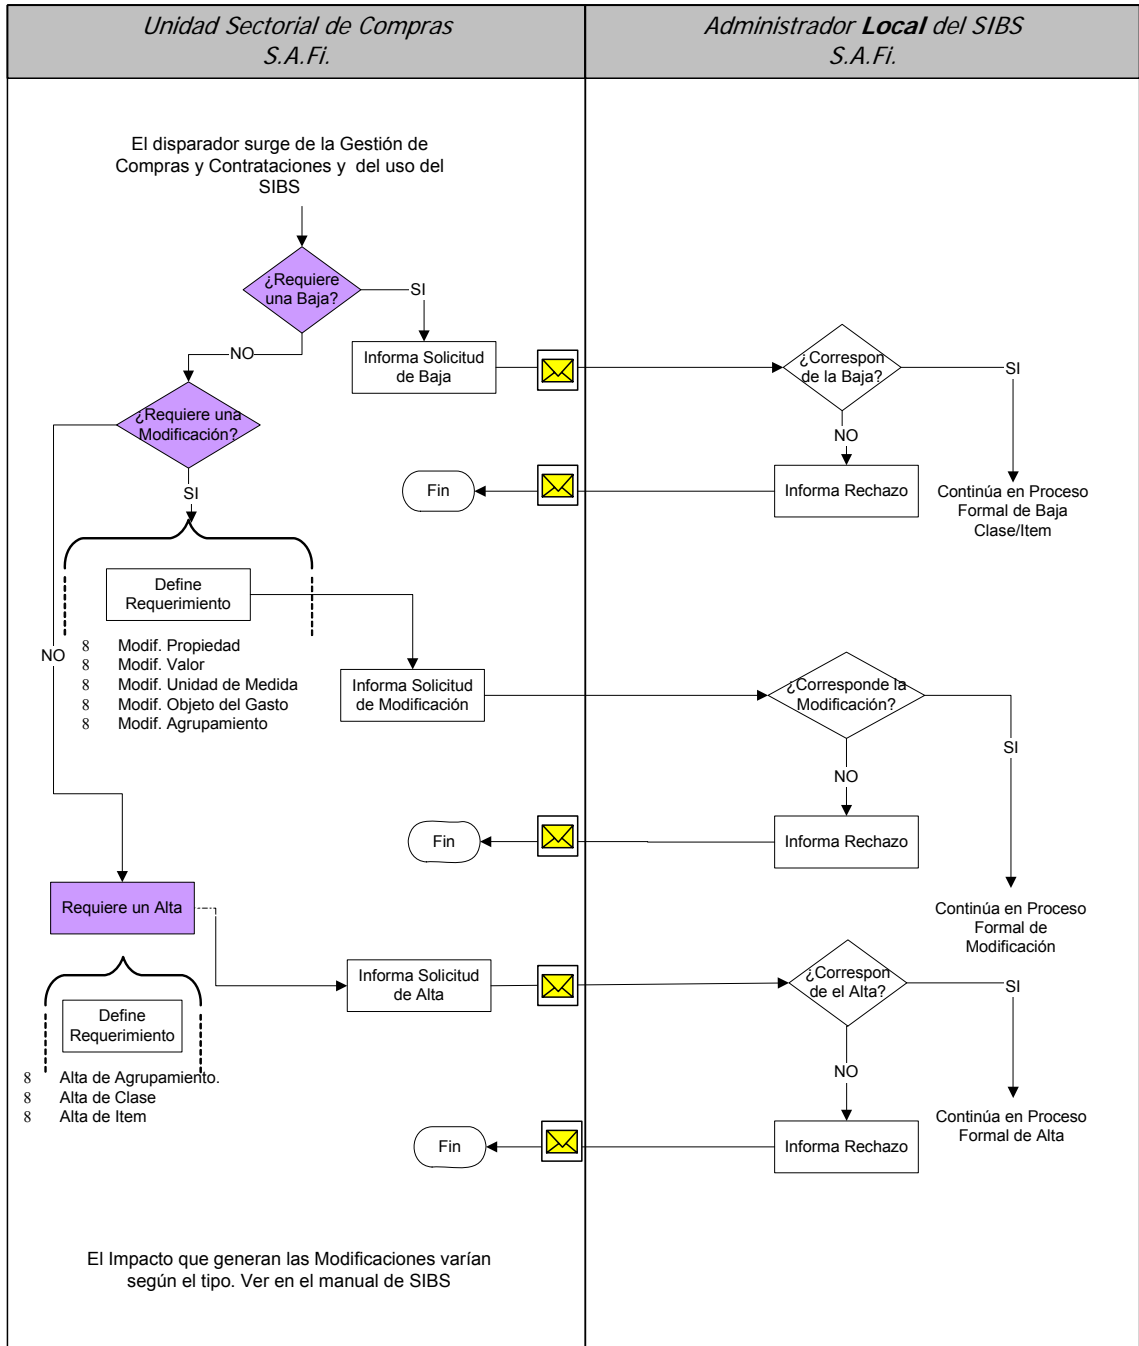 Unidad Sectorial de Compras
S.A.Fi.
Administrador Local del SIBS
S.A.Fi.
El disparador surge de la Gestión de
Compras y Contrataciones y del uso del
SIBS
¿Requiere
una Baja?
SI
NO
Informa Solicitud
de Baja
¿Correspon
de la Baja?
SI
NO
¿Requiere una
Modificación?
SI
Fin
Informa Rechazo
Continúa en Proceso
Formal de Baja
Clase/Item
Define
Requerimiento
NO
8 Modif. Propiedad
8 Modif. Valor
8 Modif. Unidad de Medida
8 Modif. Objeto del Gasto
8 Modif. Agrupamiento
Informa Solicitud
de Modificación
¿Corresponde la
Modificación?
SI
NO
Fin
Informa Rechazo
Continúa en Proceso
Formal de
Modificación
Requiere un Alta
Informa Solicitud
de Alta
¿Correspon
de el Alta?
SI
NO
Define
Requerimiento
8 Alta de Agrupamiento.
8 Alta de Clase
8 Alta de Item
Fin
Informa Rechazo
Continúa en Proceso
Formal de Alta
El Impacto que generan las Modificaciones varían
según el tipo. Ver en el manual de SIBS